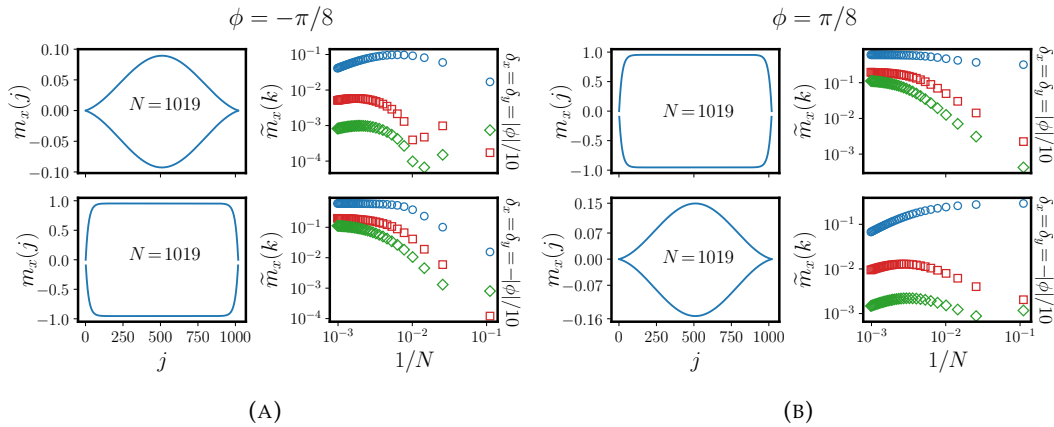 ϕ = −π/8
m_x(j)
0.10
0.05
0.00
−0.05
−0.10
N = 1019
m̃_x(k)
10⁻¹
10⁻²
10⁻³
10⁻⁴
δ_x = δ_y = |ϕ|/10
m_x(j)
1.0
0.5
0.0
−0.5
−1.0
N = 1019
0 250 500 750 1000
j
m̃_x(k)
10⁻¹
10⁻²
10⁻³
10⁻⁴
10⁻³ 10⁻² 10⁻¹
1/N
δ_x = δ_y = −|ϕ|/10
(A)
ϕ = π/8
m_x(j)
1.0
0.5
0.0
−0.5
−1.0
N = 1019
m̃_x(k)
10⁻¹
10⁻²
10⁻³
δ_x = δ_y = |ϕ|/10
m_x(j)
0.15
0.07
0.00
−0.07
−0.16
N = 1019
0 250 500 750 1000
j
m̃_x(k)
10⁻¹
10⁻²
10⁻³
10⁻³ 10⁻² 10⁻¹
1/N
δ_x = δ_y = −|ϕ|/10
(B)